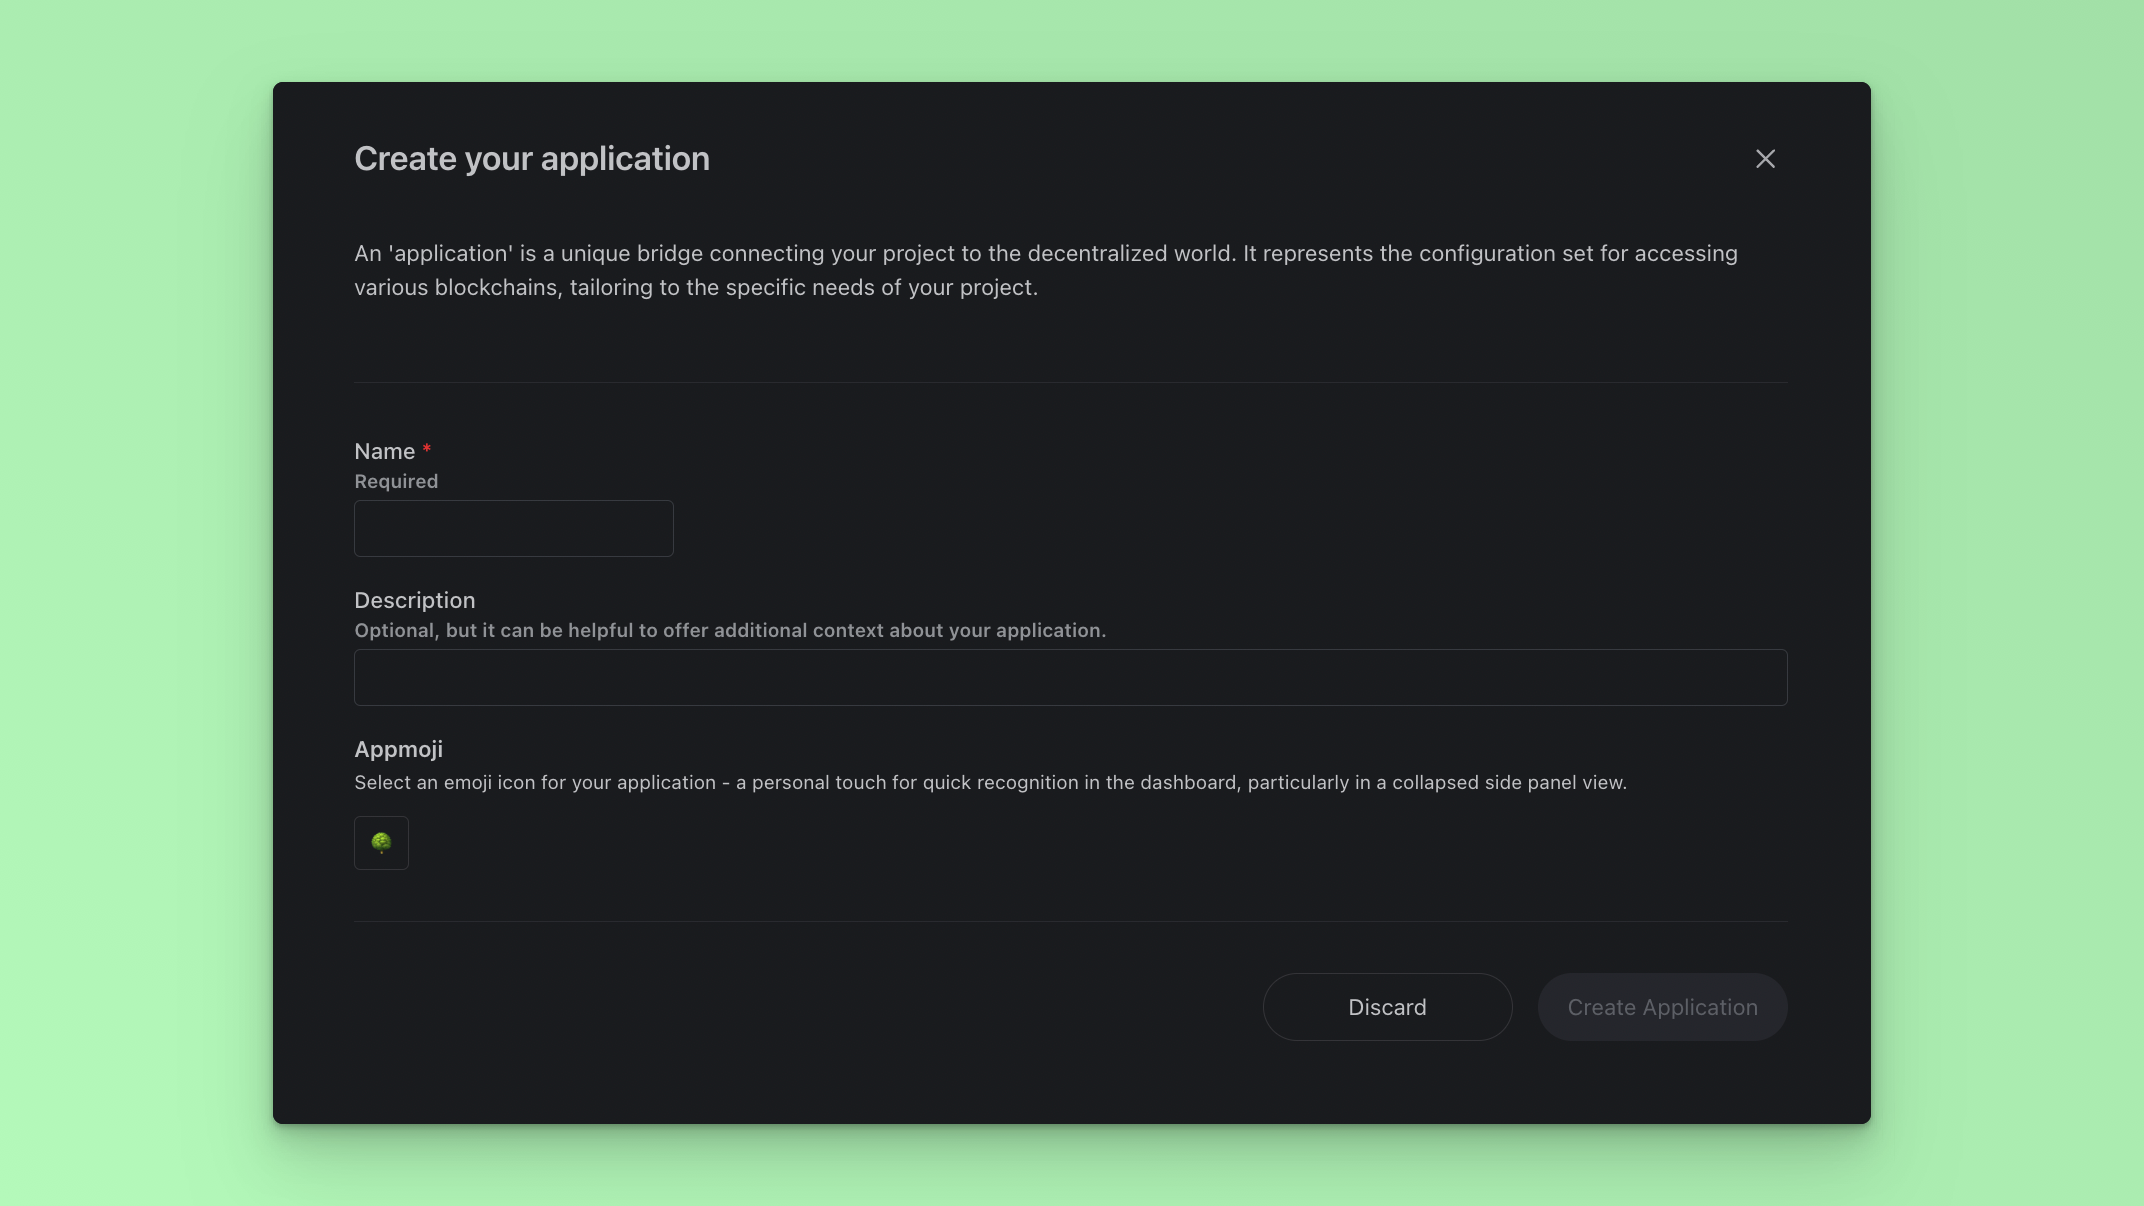 Create your application
An 'application' is a unique bridge connecting your project to the decentralized world. It represents the configuration set for accessing
various blockchains, tailoring to the specific needs of your project.
Name *
Required
Description
Optional, but it can be helpful to offer additional context about your application.
Appmoji
Select an emoji icon for your application - a personal touch for quick recognition in the dashboard, particularly in a collapsed side panel view.
Discard
Create Application